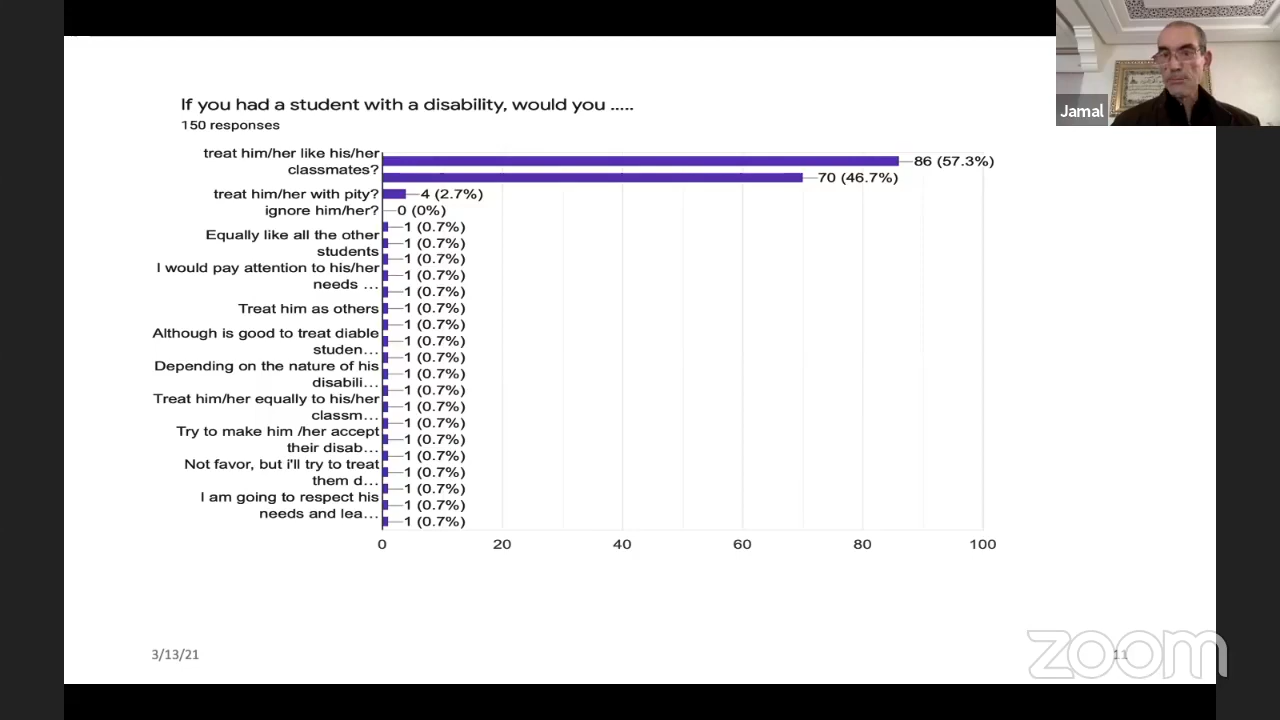 If you had a student with a disability, would you .....
150 responses
treat him/her like his/her
classmates?
86 (57.3%)
70 (46.7%)
treat him/her with pity?
4 (2.7%)
ignore him/her?
0 (0%)
1 (0.7%)
Equally like all the other
students
1 (0.7%)
1 (0.7%)
I would pay attention to his/her
needs ...
1 (0.7%)
1 (0.7%)
Treat him as others
1 (0.7%)
1 (0.7%)
Although is good to treat diable
studen...
1 (0.7%)
1 (0.7%)
Depending on the nature of his
disabili...
1 (0.7%)
1 (0.7%)
Treat him/her equally to his/her
classm...
1 (0.7%)
1 (0.7%)
Try to make him /her accept
their disab...
1 (0.7%)
1 (0.7%)
Not favor, but i'll try to treat
them d...
1 (0.7%)
1 (0.7%)
I am going to respect his
needs and lea...
1 (0.7%)
1 (0.7%)
0 20 40 60 80 100
3/13/21
11
zoom
Jamal